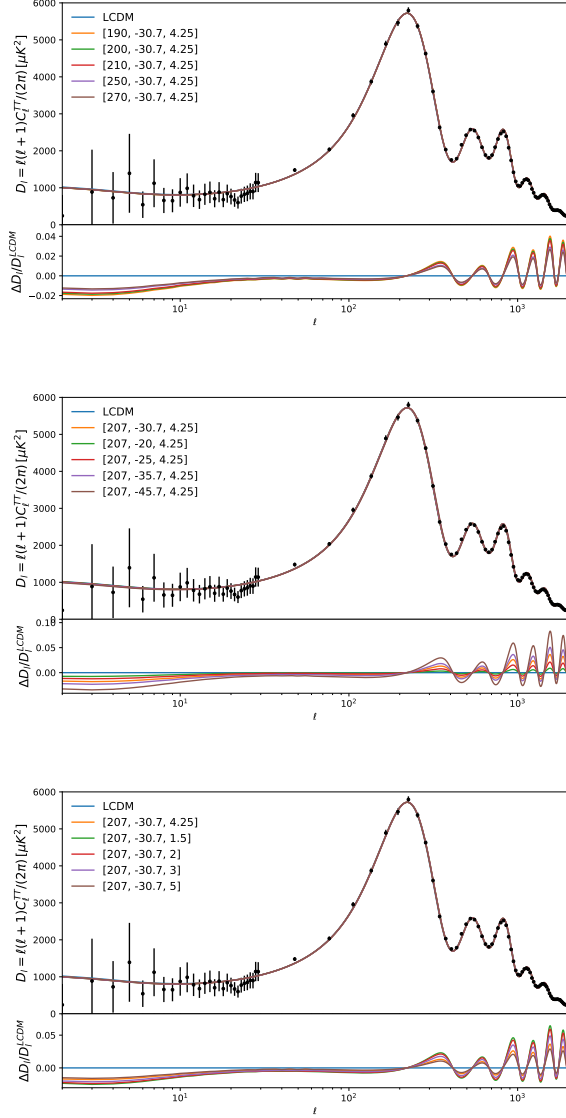 6000
5000
4000
3000
2000
1000
0
D_l = ℓ(ℓ + 1)C_ℓ^{TT}/(2π) [μK²]
LCDM
[190, -30.7, 4.25]
[200, -30.7, 4.25]
[210, -30.7, 4.25]
[250, -30.7, 4.25]
[270, -30.7, 4.25]
0.04
0.02
0.00
−0.02
ΔD_l/D_l^{LCDM}
10¹ 10² 10³
ℓ
6000
5000
4000
3000
2000
1000
0
D_l = ℓ(ℓ + 1)C_ℓ^{TT}/(2π) [μK²]
LCDM
[207, -30.7, 4.25]
[207, -20, 4.25]
[207, -25, 4.25]
[207, -35.7, 4.25]
[207, -45.7, 4.25]
0.10
0.05
0.00
ΔD_l/D_l^{LCDM}
10¹ 10² 10³
ℓ
6000
5000
4000
3000
2000
1000
0
D_l = ℓ(ℓ + 1)C_ℓ^{TT}/(2π) [μK²]
LCDM
[207, -30.7, 4.25]
[207, -30.7, 1.5]
[207, -30.7, 2]
[207, -30.7, 3]
[207, -30.7, 5]
0.05
0.00
ΔD_l/D_l^{LCDM}
10¹ 10² 10³
ℓ